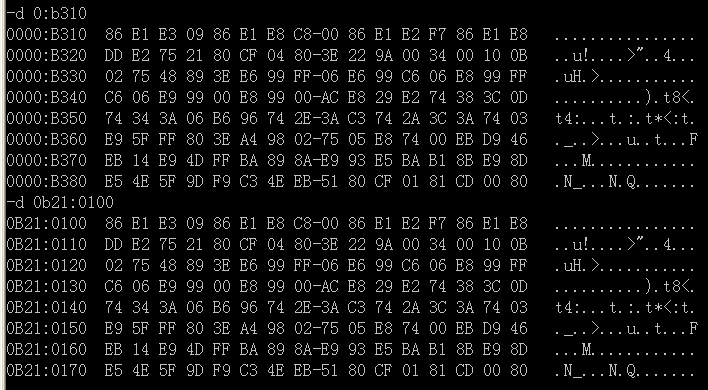 -d 0:b310
0000:B310  86 E1 E3 09 86 E1 E8 C8-00 86 E1 E2 F7 86 E1 E8   ................
0000:B320  DD E2 75 21 80 CF 04 80-3E 22 9A 00 34 00 10 0B   ..u!....>"..4...
0000:B330  02 75 48 89 3E E6 99 FF-06 E6 99 C6 06 E8 99 FF   .uH.>...........
0000:B340  C6 06 E9 99 00 E8 99 00-AC E8 29 E2 74 38 3C 0D   ..........).t8<.
0000:B350  74 34 3A 06 B6 96 74 2E-3A C3 74 2A 3C 3A 74 03   t4:...t.:.t*<:t.
0000:B360  E9 5F FF 80 3E A4 98 02-75 05 E8 74 00 EB D9 46   ._..>...u..t...F
0000:B370  EB 14 E9 4D FF BA 89 8A-E9 93 E5 BA B1 8B E9 8D   ...M............
0000:B380  E5 4E 5F 9D F9 C3 4E EB-51 80 CF 01 81 CD 00 80   .N_...N.Q.......
-d 0b21:0100
0B21:0100  86 E1 E3 09 86 E1 E8 C8-00 86 E1 E2 F7 86 E1 E8   ................
0B21:0110  DD E2 75 21 80 CF 04 80-3E 22 9A 00 34 00 10 0B   ..u!....>"..4...
0B21:0120  02 75 48 89 3E E6 99 FF-06 E6 99 C6 06 E8 99 FF   .uH.>...........
0B21:0130  C6 06 E9 99 00 E8 99 00-AC E8 29 E2 74 38 3C 0D   ..........).t8<.
0B21:0140  74 34 3A 06 B6 96 74 2E-3A C3 74 2A 3C 3A 74 03   t4:...t.:.t*<:t.
0B21:0150  E9 5F FF 80 3E A4 98 02-75 05 E8 74 00 EB D9 46   ._..>...u..t...F
0B21:0160  EB 14 E9 4D FF BA 89 8A-E9 93 E5 BA B1 8B E9 8D   ...M............
0B21:0170  E5 4E 5F 9D F9 C3 4E EB-51 80 CF 01 81 CD 00 80   .N_...N.Q.......